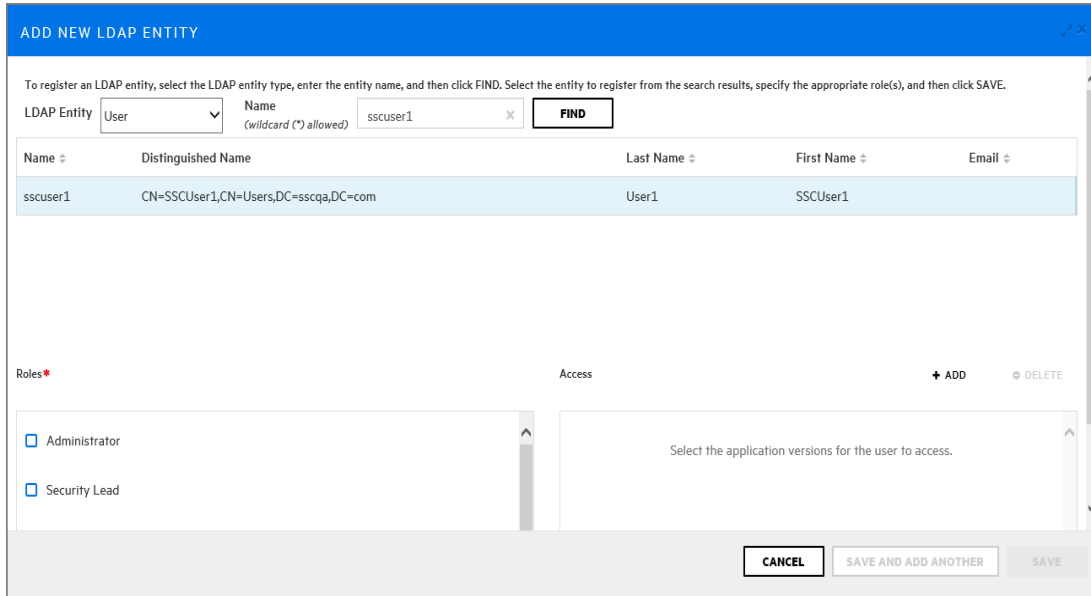 ADD NEW LDAP ENTITY
To register an LDAP entity, select the LDAP entity type, enter the entity name, and then click FIND. Select the entity to register from the search results, specify the appropriate role(s), and then click SAVE.
LDAP Entity User Name (wildcard (*) allowed) sscuser1 x FIND
Name Distinguished Name Last Name First Name Email
sscuser1 CN=SSCUser1,CN=Users,DC=sscqa,DC=com User1 SSCUser1
Roles* Access + ADD DELETE
Administrator
Select the application versions for the user to access.
Security Lead
CANCEL SAVE AND ADD ANOTHER SAVE